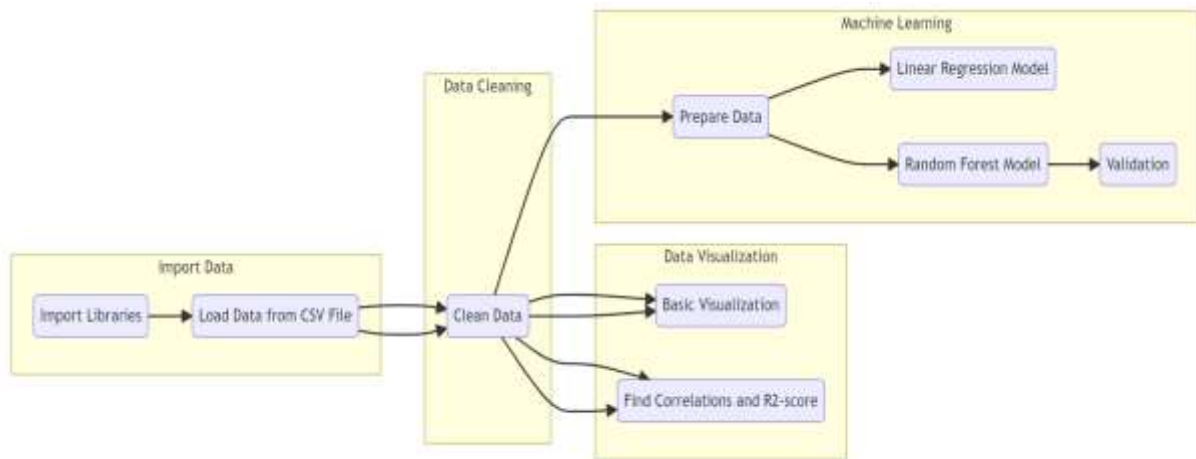 Import Data
Import Libraries
Load Data from CSV File
Data Cleaning
Clean Data
Machine Learning
Prepare Data
Linear Regression Model
Random Forest Model
Validation
Data Visualization
Basic Visualization
Find Correlations and R2-score